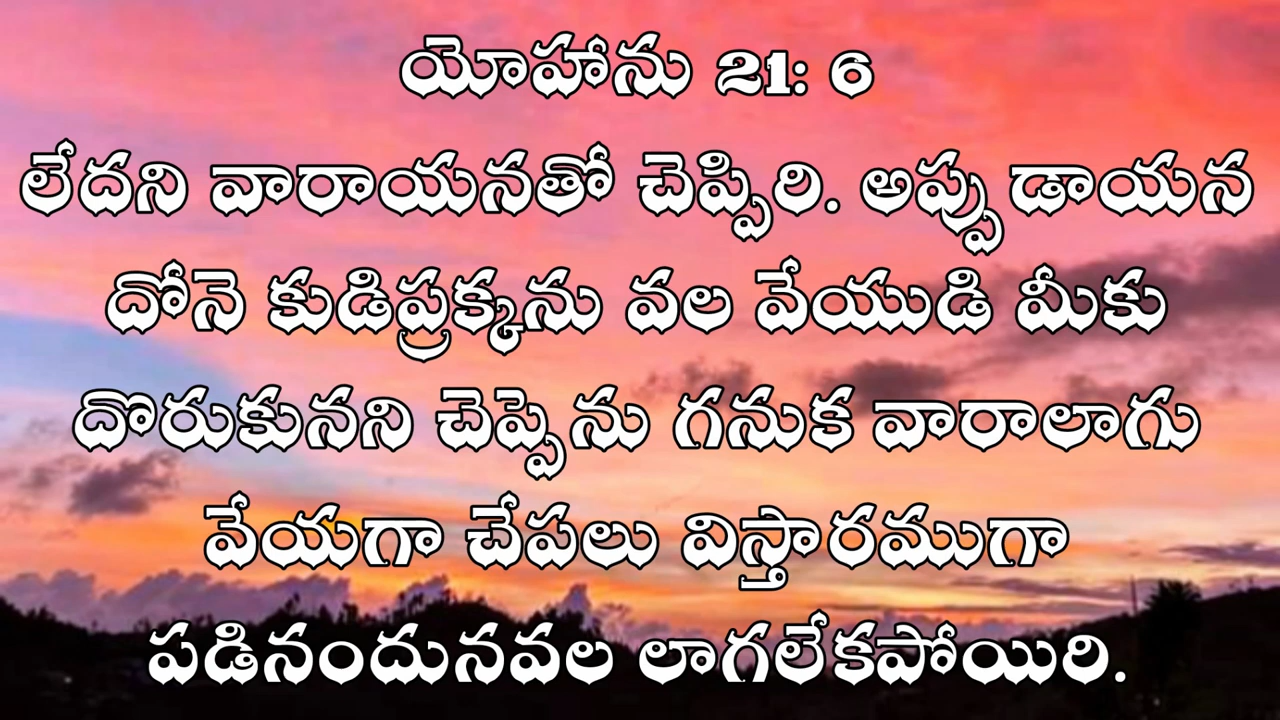 యోహాను 21: 6
లేదని వారాయనతో చెప్పిరి. అప్పుడాయన
దోనె కుడిప్రక్కను వల వేయుడి మీకు
దొరుకునని చెప్పెను గనుక వారాలాగు
వేయగా చేపలు విస్తారముగా
పడినందునవల లాగలేకపోయిరి.